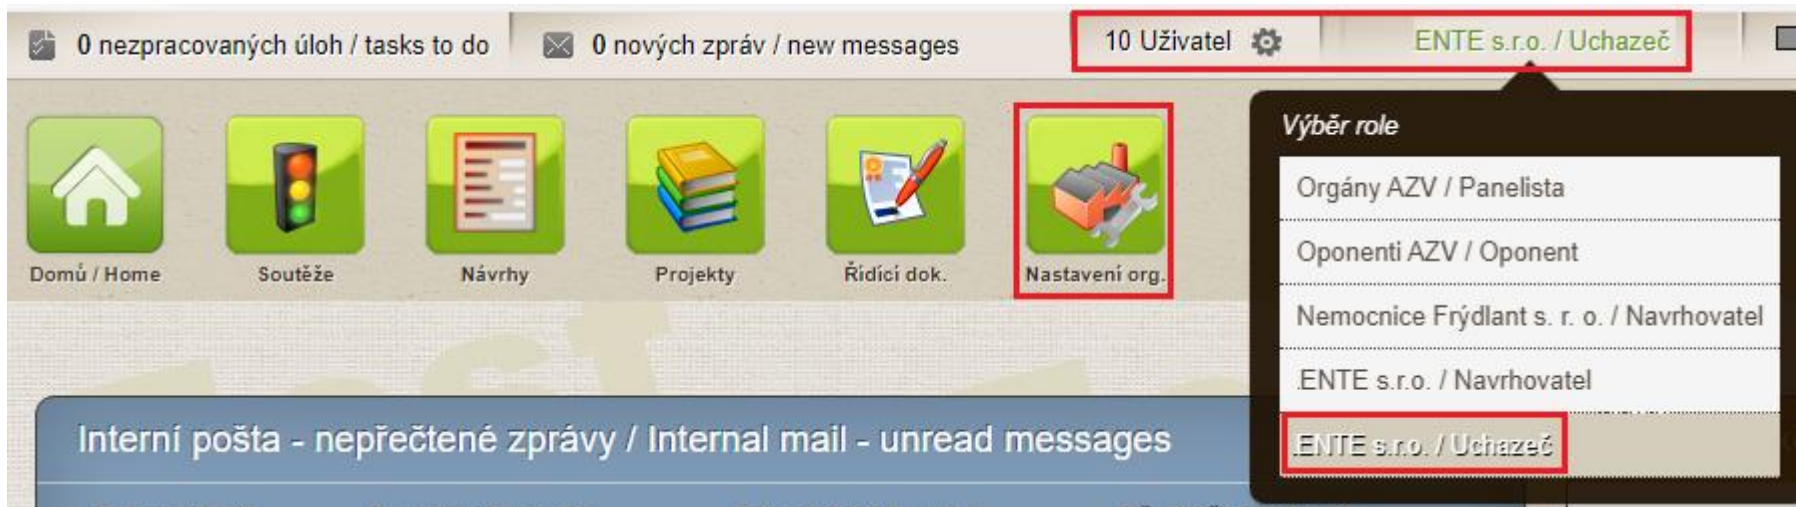 0 nezpracovaných úloh / tasks to do
0 nových zpráv / new messages
10 Uživatel
ENTE s.r.o. / Uchazeč
Domů / Home
Soutěže
Návrhy
Projekty
Řídící dok.
Nastavení org.
Výběr role
Orgány AZV / Panelista
Oponenti AZV / Oponent
Nemocnice Frýdlant s. r. o. / Navrhovatel
.ENTE s.r.o. / Navrhovatel
.ENTE s.r.o. / Uchazeč
Interní pošta - nepřečtené zprávy / Internal mail - unread messages